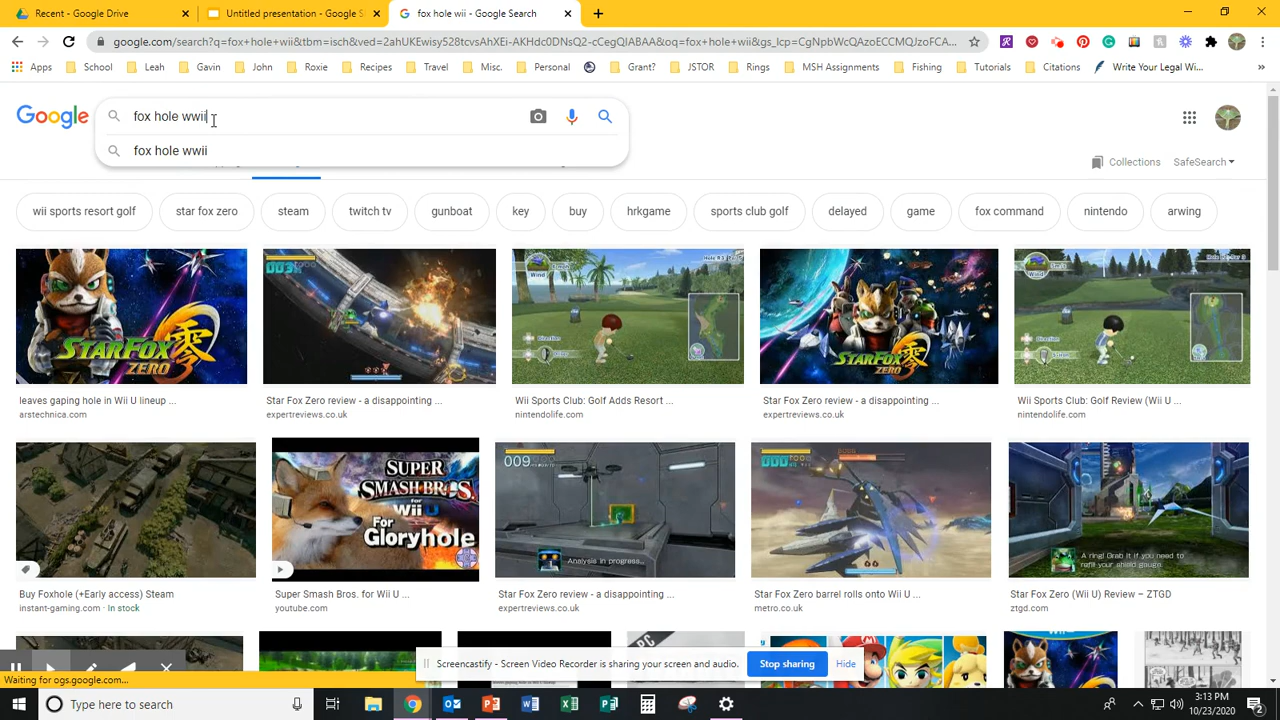 Recent - Google Drive
Untitled presentation - Google S
fox hole wii - Google Search
google.com/search?q=fox+hole+wii&tbm=isch&ved=2ahUKEwisy528tcvsAhXEi-AKHdc0DNsQ-cCegQIABAA&oq=fox+hole+wii&gs_lcp=CgNpbWcQAzoECCMQJzoFCA...
Apps School Leah Gavin John Roxie Recipes Travel Misc. Personal Grant? JSTOR Rings MSH Assignments Fishing Tutorials Citations Write Your Legal Wi... »
Google
fox hole wwii
fox hole wwii
Collections SafeSearch
wii sports resort golf star fox zero steam twitch tv gunboat key buy hrkgame sports club golf delayed game fox command nintendo arwing
STARFOX
ZERO
Wind
Direction
STARFOX
ZERO
Wind
Direction
leaves gaping hole in Wii U lineup ...
arstechnica.com
Star Fox Zero review - a disappointing ...
expertreviews.co.uk
Wii Sports Club: Golf Adds Resort ...
nintendolife.com
Star Fox Zero review - a disappointing ...
expertreviews.co.uk
Wii Sports Club: Golf Review (Wii U ...
nintendolife.com
SUPER
SMASH BROS.
for
Wii U
For
Gloryhole
009
Analysis in progress...
A ring! Grab it if you need to
refill your shield gauge.
Buy Foxhole (+Early access) Steam
instant-gaming.com · In stock
Super Smash Bros. for Wii U ...
youtube.com
Star Fox Zero review - a disappointing ...
expertreviews.co.uk
Star Fox Zero barrel rolls onto Wii U ...
metro.co.uk
Star Fox Zero (Wii U) Review – ZTGD
ztgd.com
PC
Screencastify - Screen Video Recorder is sharing your screen and audio.
Stop sharing
Hide
Waiting for ogs.google.com...
Type here to search
3:13 PM
10/23/2020
2